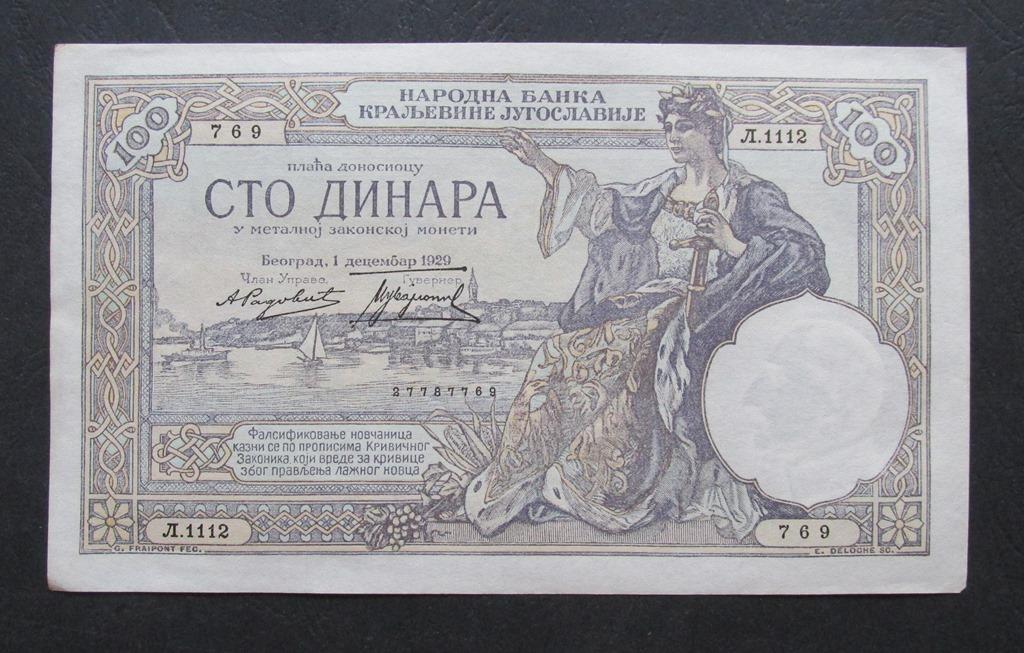 НАРОДНА БАНКА
КРАЉЕВИНЕ ЈУГОСЛАВИЈЕ
100
769
Л.1112
100
плаћа доносиоцу
СТО ДИНАРА
у металној законској монети
Београд, 1 децембар 1929
Члан Управе.
Гувернер.
А Радовић
27787769
Фалсификовање новчаница
казни се по прописима Кривичног
Законика, који вреде за кривице
због прављења лажног новца
Л.1112
769
G. FRAIPONT FEC.
E. DELOCHE SC.